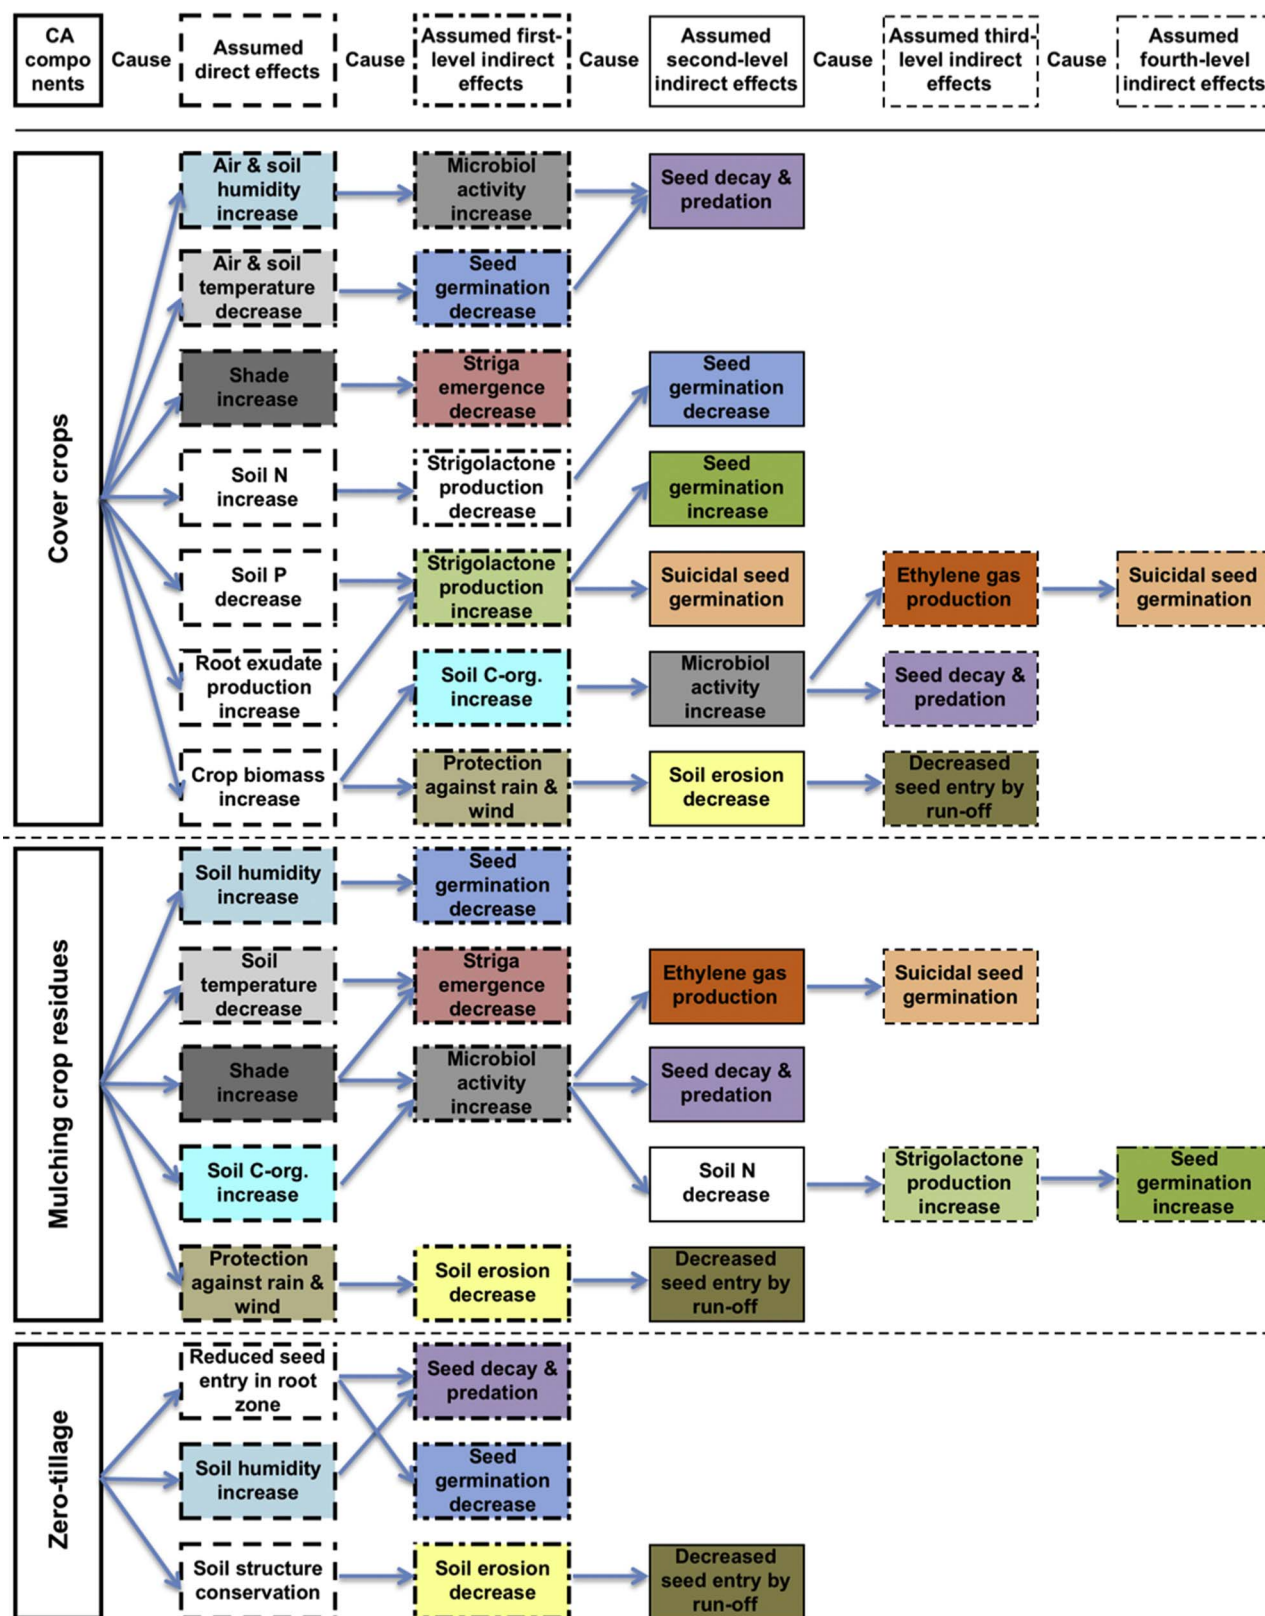 CA
compo
nents
Cause
Assumed
direct effects
Cause
Assumed first-
level indirect
effects
Cause
Assumed
second-level
indirect effects
Cause
Assumed third-
level indirect
effects
Cause
Assumed
fourth-level
indirect effects
Cover crops
Air & soil
humidity
increase
Microbiol
activity
increase
Seed decay &
predation
Air & soil
temperature
decrease
Seed
germination
decrease
Shade
increase
Striga
emergence
decrease
Seed
germination
decrease
Soil N
increase
Strigolactone
production
decrease
Seed
germination
increase
Soil P
decrease
Strigolactone
production
increase
Suicidal seed
germination
Ethylene gas
production
Suicidal seed
germination
Root exudate
production
increase
Soil C-org.
increase
Microbiol
activity
increase
Seed decay &
predation
Crop biomass
increase
Protection
against rain &
wind
Soil erosion
decrease
Decreased
seed entry by
run-off
Mulching crop residues
Soil humidity
increase
Seed
germination
decrease
Soil
temperature
decrease
Striga
emergence
decrease
Ethylene gas
production
Suicidal seed
germination
Shade
increase
Microbiol
activity
increase
Seed decay &
predation
Soil C-org.
increase
Soil N
decrease
Strigolactone
production
increase
Seed
germination
increase
Protection
against rain &
wind
Soil erosion
decrease
Decreased
seed entry by
run-off
Zero-tillage
Reduced seed
entry in root
zone
Seed decay &
predation
Soil humidity
increase
Seed
germination
decrease
Soil structure
conservation
Soil erosion
decrease
Decreased
seed entry by
run-off